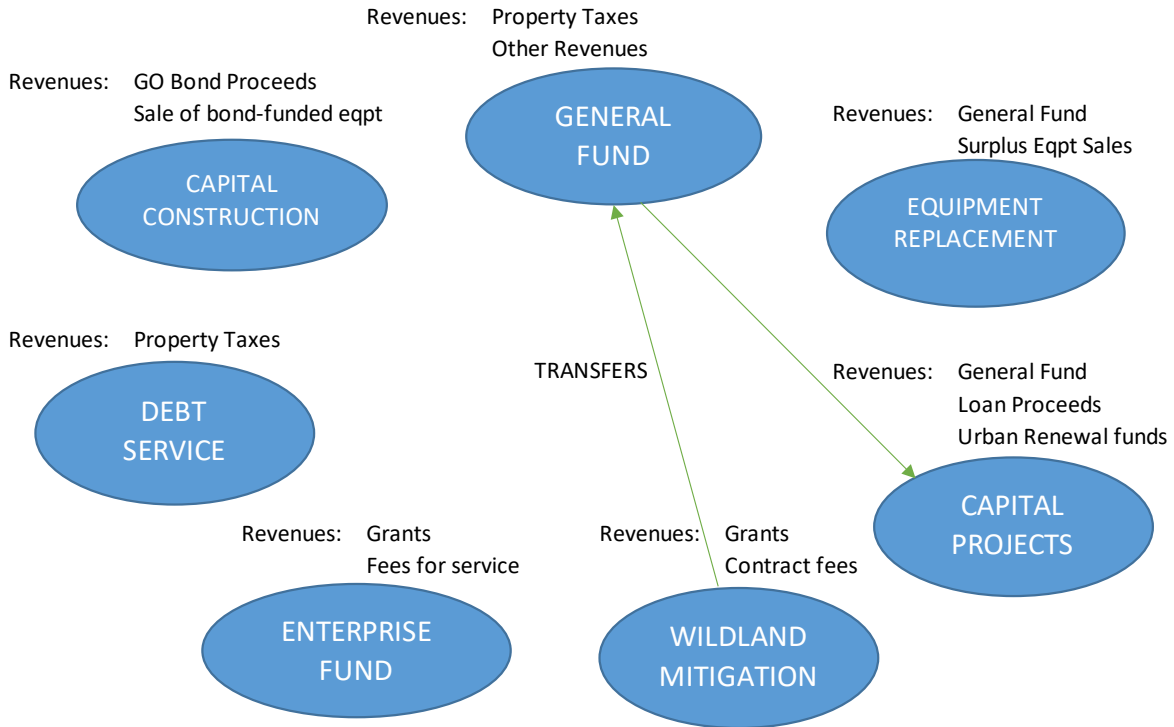 Revenues: Property Taxes
Other Revenues
GENERAL
FUND
Revenues: GO Bond Proceeds
Sale of bond-funded eqpt
CAPITAL
CONSTRUCTION
Revenues: General Fund
Surplus Eqpt Sales
EQUIPMENT
REPLACEMENT
Revenues: Property Taxes
DEBT
SERVICE
TRANSFERS
Revenues: General Fund
Loan Proceeds
Urban Renewal funds
CAPITAL
PROJECTS
Revenues: Grants
Fees for service
ENTERPRISE
FUND
Revenues: Grants
Contract fees
WILDLAND
MITIGATION